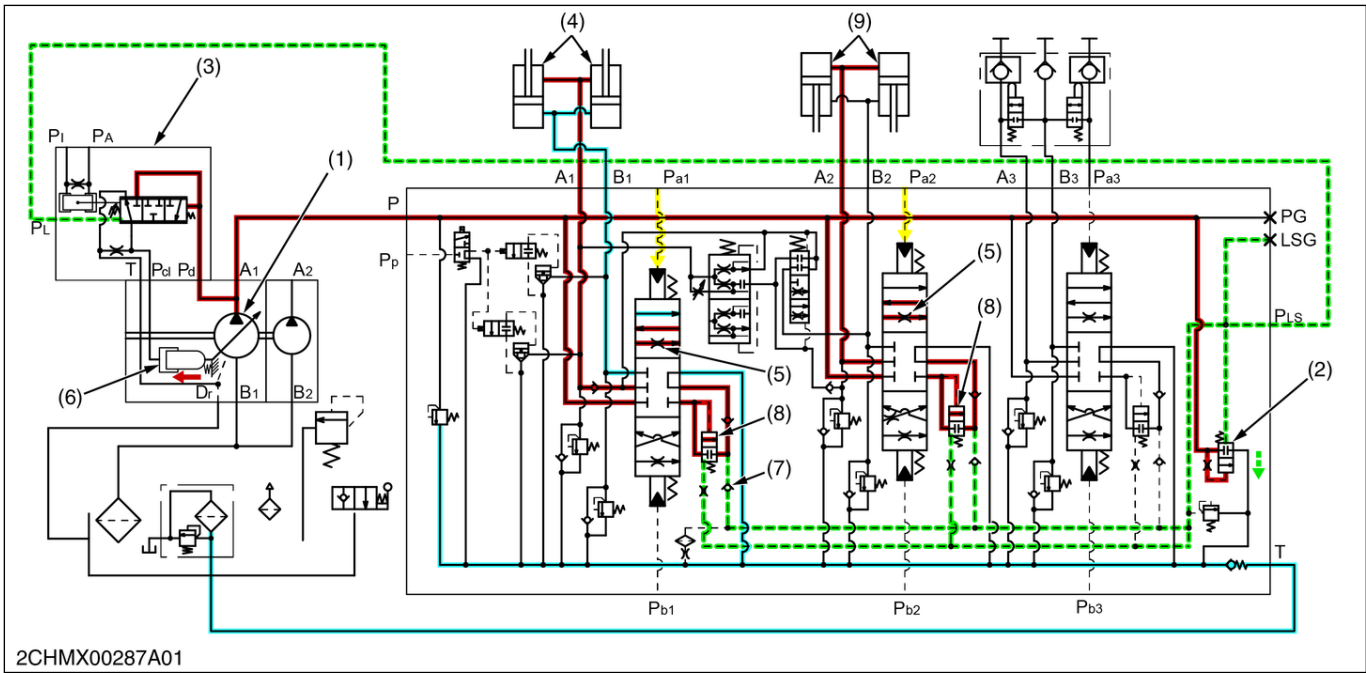 (4)
(9)
(3)
PI PA
(1)
A1 B1 Pa1
A2 B2 Pa2
A3 B3 Pa3
P
PG
PL
LSG
Pp
T Pcl Pd A1 A2
(5)
(5)
(8)
PLS
(2)
(6)
Dr B1 B2
(8)
(7)
T
Pb1
Pb2
Pb3
2CHMX00287A01